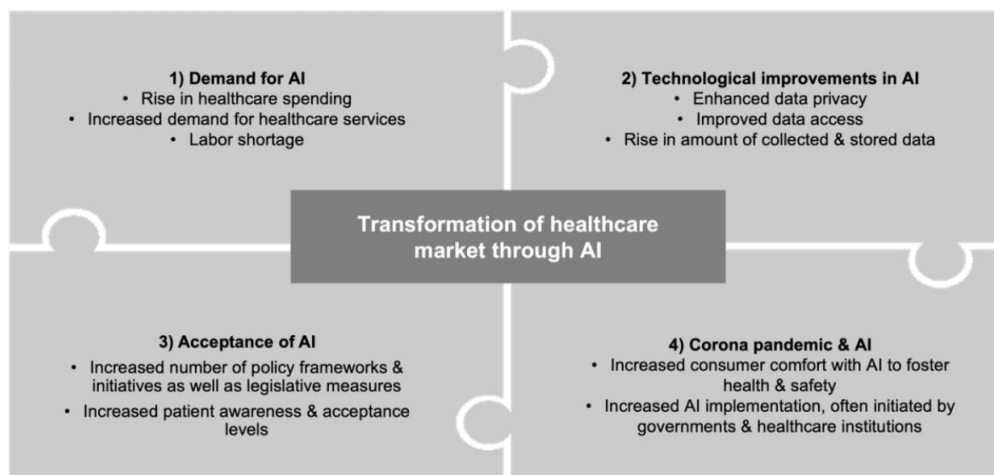 1) Demand for AI
• Rise in healthcare spending
• Increased demand for healthcare services
• Labor shortage
2) Technological improvements in AI
• Enhanced data privacy
• Improved data access
• Rise in amount of collected & stored data
Transformation of healthcare
market through AI
3) Acceptance of AI
• Increased number of policy frameworks &
initiatives as well as legislative measures
• Increased patient awareness & acceptance
levels
4) Corona pandemic & AI
• Increased consumer comfort with AI to foster
health & safety
• Increased AI implementation, often initiated by
governments & healthcare institutions